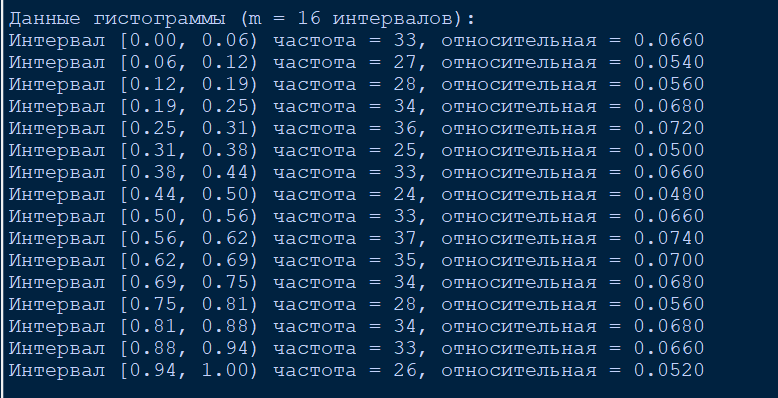 Данные гистограммы (m = 16 интервалов):
Интервал [0.00, 0.06) частота = 33, относительная = 0.0660
Интервал [0.06, 0.12) частота = 27, относительная = 0.0540
Интервал [0.12, 0.19) частота = 28, относительная = 0.0560
Интервал [0.19, 0.25) частота = 34, относительная = 0.0680
Интервал [0.25, 0.31) частота = 36, относительная = 0.0720
Интервал [0.31, 0.38) частота = 25, относительная = 0.0500
Интервал [0.38, 0.44) частота = 33, относительная = 0.0660
Интервал [0.44, 0.50) частота = 24, относительная = 0.0480
Интервал [0.50, 0.56) частота = 33, относительная = 0.0660
Интервал [0.56, 0.62) частота = 37, относительная = 0.0740
Интервал [0.62, 0.69) частота = 35, относительная = 0.0700
Интервал [0.69, 0.75) частота = 34, относительная = 0.0680
Интервал [0.75, 0.81) частота = 28, относительная = 0.0560
Интервал [0.81, 0.88) частота = 34, относительная = 0.0680
Интервал [0.88, 0.94) частота = 33, относительная = 0.0660
Интервал [0.94, 1.00) частота = 26, относительная = 0.0520